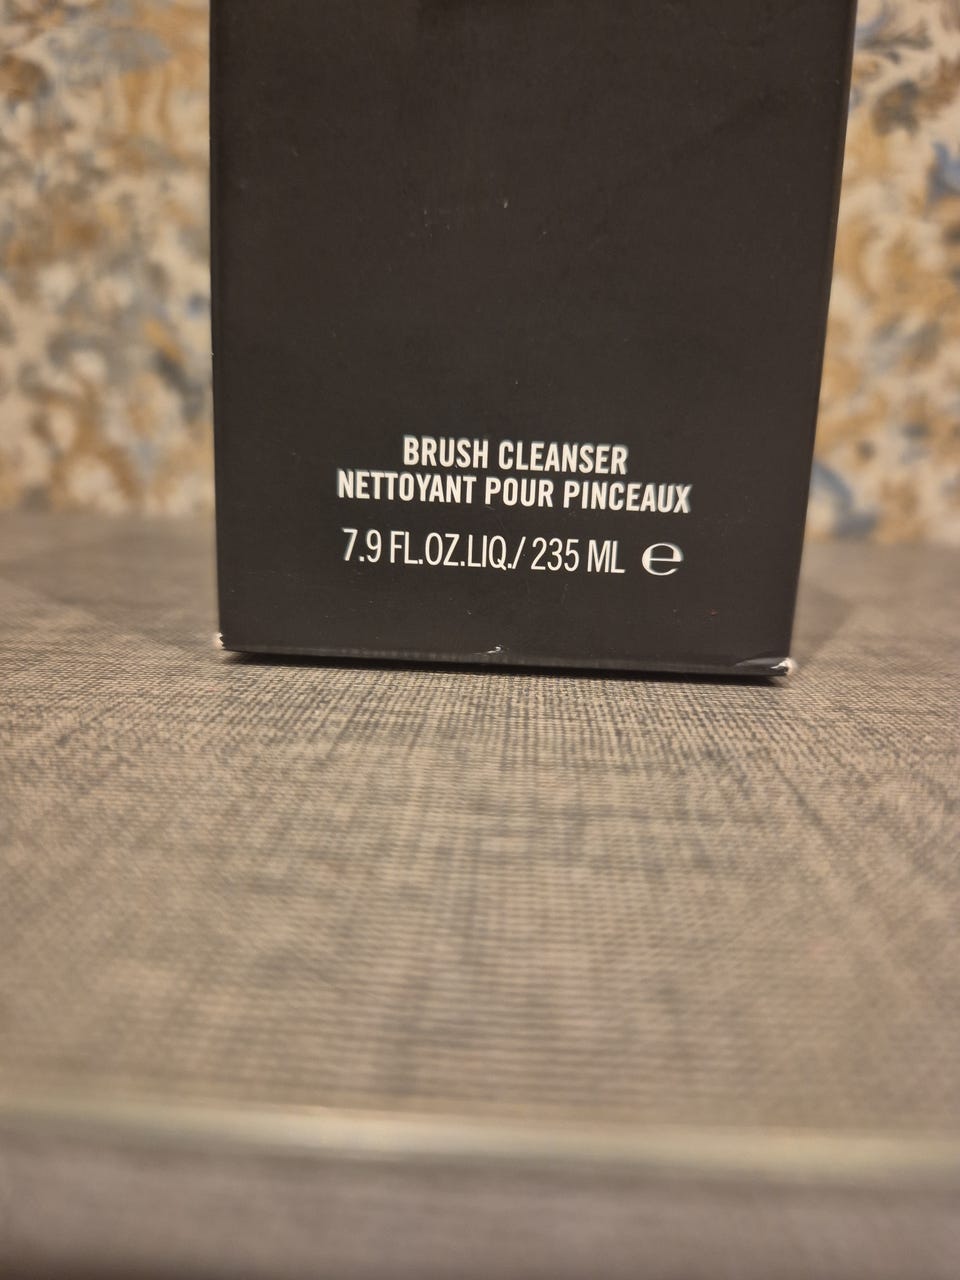 BRUSH CLEANSER
NETTOYANT POUR PINCEAUX
7.9 FL.OZ.LIQ./ 235 ML ℮